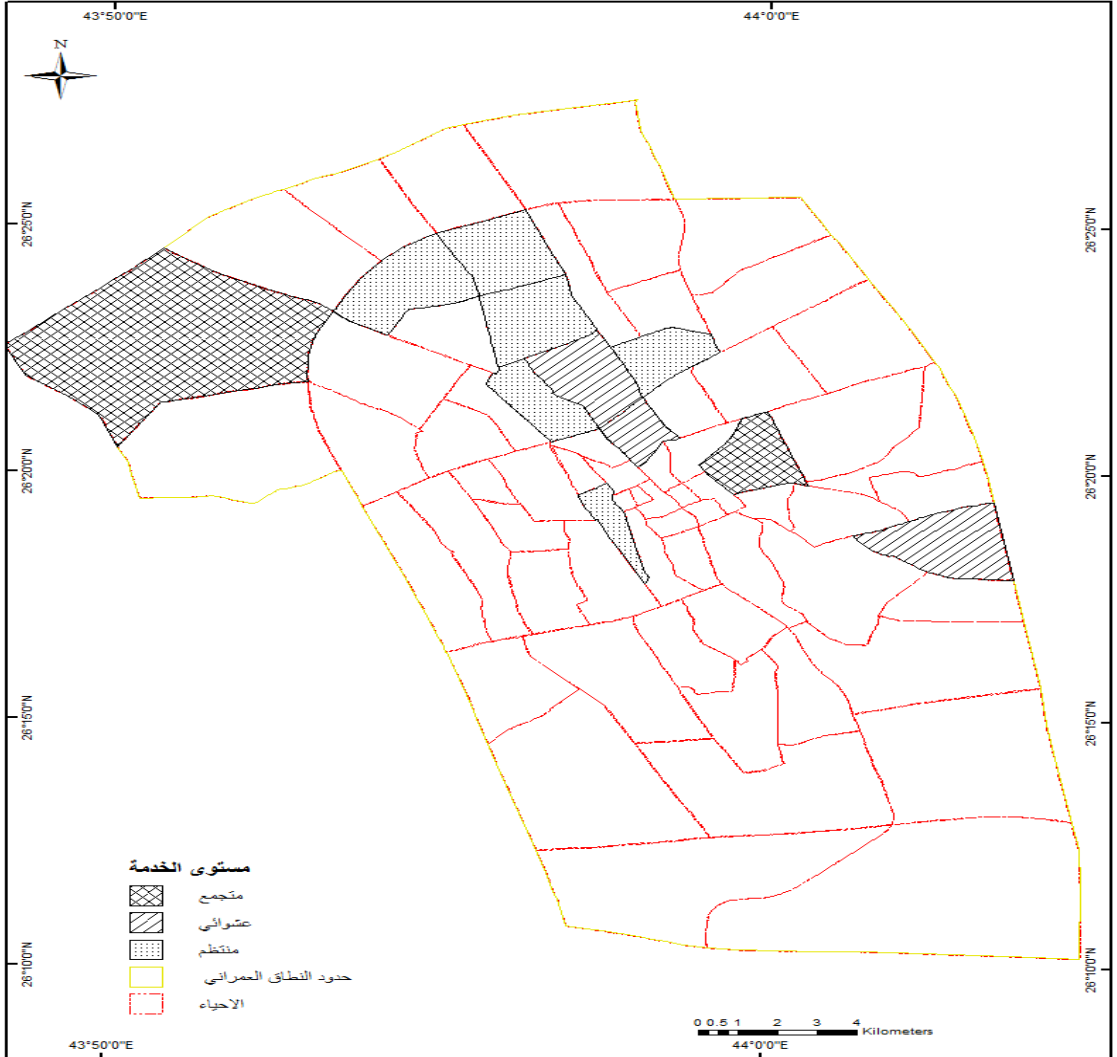 43°50'0"E
44°0'0"E
N
26°25'0"N
26°25'0"N
26°20'0"N
26°20'0"N
26°15'0"N
26°15'0"N
26°10'0"N
26°10'0"N
مستوى الخدمة
متجمع
عشوائي
منتظم
حدود النطاق العمراني
الاحياء
0 0.5 1 2 3 4
Kilometers
43°50'0"E
44°0'0"E